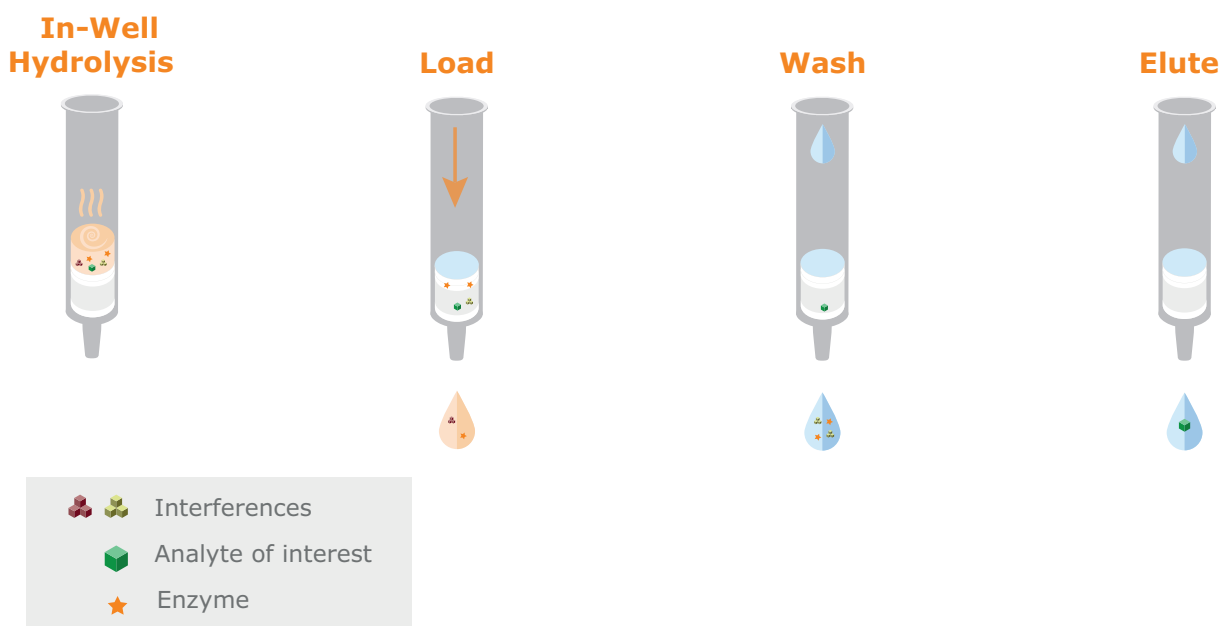 In-Well
Hydrolysis
Load
Wash
Elute
Interferences
Analyte of interest
Enzyme